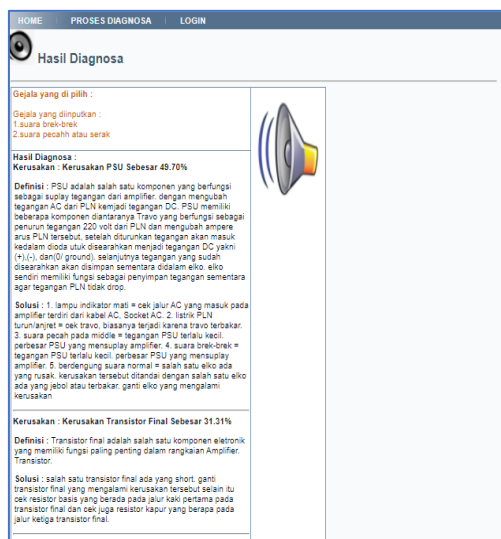 HOME PROSES DIAGNOSA LOGIN
Hasil Diagnosa
Gejala yang di pilih :
Gejala yang diinputkan :
1.suara brek-brek
2.suara pecahh atau serak
Hasil Diagnosa :
Kerusakan : Kerusakan PSU Sebesar 49.70%
Definisi : PSU adalah salah satu komponen yang berfungsi
sebagai suplay tegangan dari amplifier. dengan mengubah
tegangan AC dari PLN kemjadi tegangan DC. PSU memiliki
beberapa komponen diantaranya Travo yang berfungsi sebagai
penurun tegangan 220 volt dari PLN dan mengubah ampere
arus PLN tersebut, setelah diturunkan tegangan akan masuk
kedalam dioda utuk disearahkan menjadi tegangan DC yakni
(+),(-), dan(0/ ground). selanjutnya tegangan yang sudah
disearahkan akan disimpan sementara didalam elko. elko
sendiri memiliki fungsi sebagai penyimpan tegangan sementara
agar tegangan PLN tidak drop.
Solusi : 1. lampu indikator mati = cek jalur AC yang masuk pada
amplifier terdiri dari kabel AC, Socket AC. 2. listrik PLN
turun/anjret = cek travo, biasanya terjadi karena travo terbakar.
3. suara pecah pada middle = tegangan PSU terlalu kecil.
perbesar PSU yang mensuplay amplifier. 4. suara brek-brek =
tegangan PSU terlalu kecil. perbesar PSU yang mensuplay
amplifier. 5. berdengung suara normal = salah satu elko ada
yang rusak. kerusakan tersebut ditandai dengan salah satu elko
ada yang jebol atau terbakar. ganti elko yang mengalami
kerusakan
Kerusakan : Kerusakan Transistor Final Sebesar 31.31%
Definisi : Transistor final adalah salah satu komponen eletronik
yang memiliki fungsi paling penting dalam rangkaian Amplifier.
Transistor.
Solusi : salah satu transistor final ada yang short. ganti
transistor final yang mengalami kerusakan tersebut selain itu
cek resistor basis yang berada pada jalur kaki pertama pada
transistor final dan cek juga resistor kapur yang berapa pada
jalur ketiga transistor final.